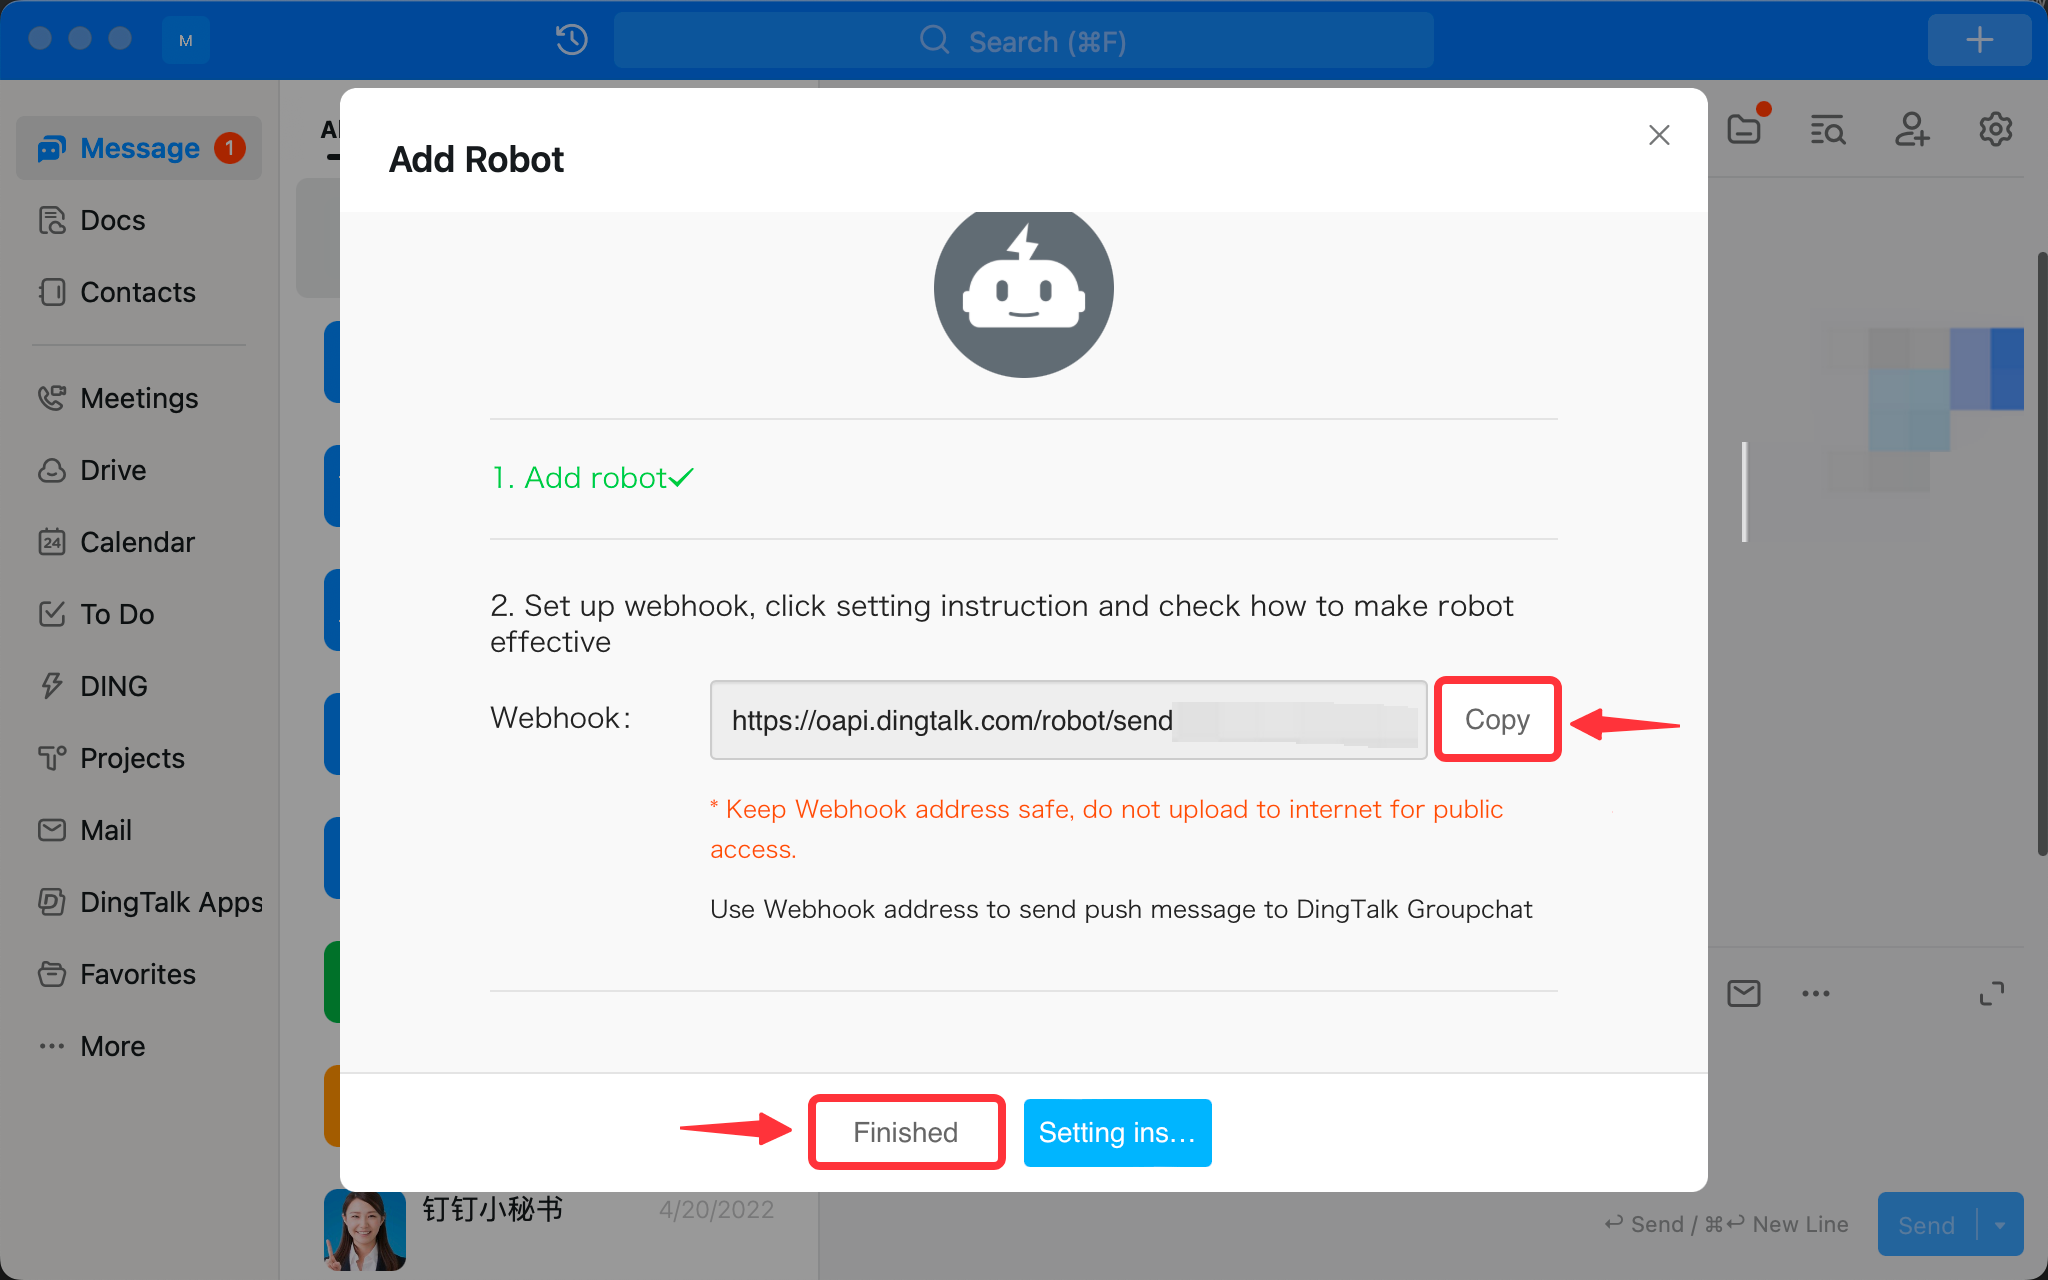 M
Search (⌘F)
Message 1
Docs
Contacts
Meetings
Drive
24
Calendar
To Do
DING
Projects
Mail
DingTalk Apps
Favorites
More
Add Robot
1. Add robot✓
2. Set up webhook, click setting instruction and check how to make robot
effective
Webhook:
https://oapi.dingtalk.com/robot/send
Copy
* Keep Webhook address safe, do not upload to internet for public
access.
Use Webhook address to send push message to DingTalk Groupchat
Finished
Setting ins...
钉钉小秘书
4/20/2022
↩ Send / ⌘↩ New Line
Send